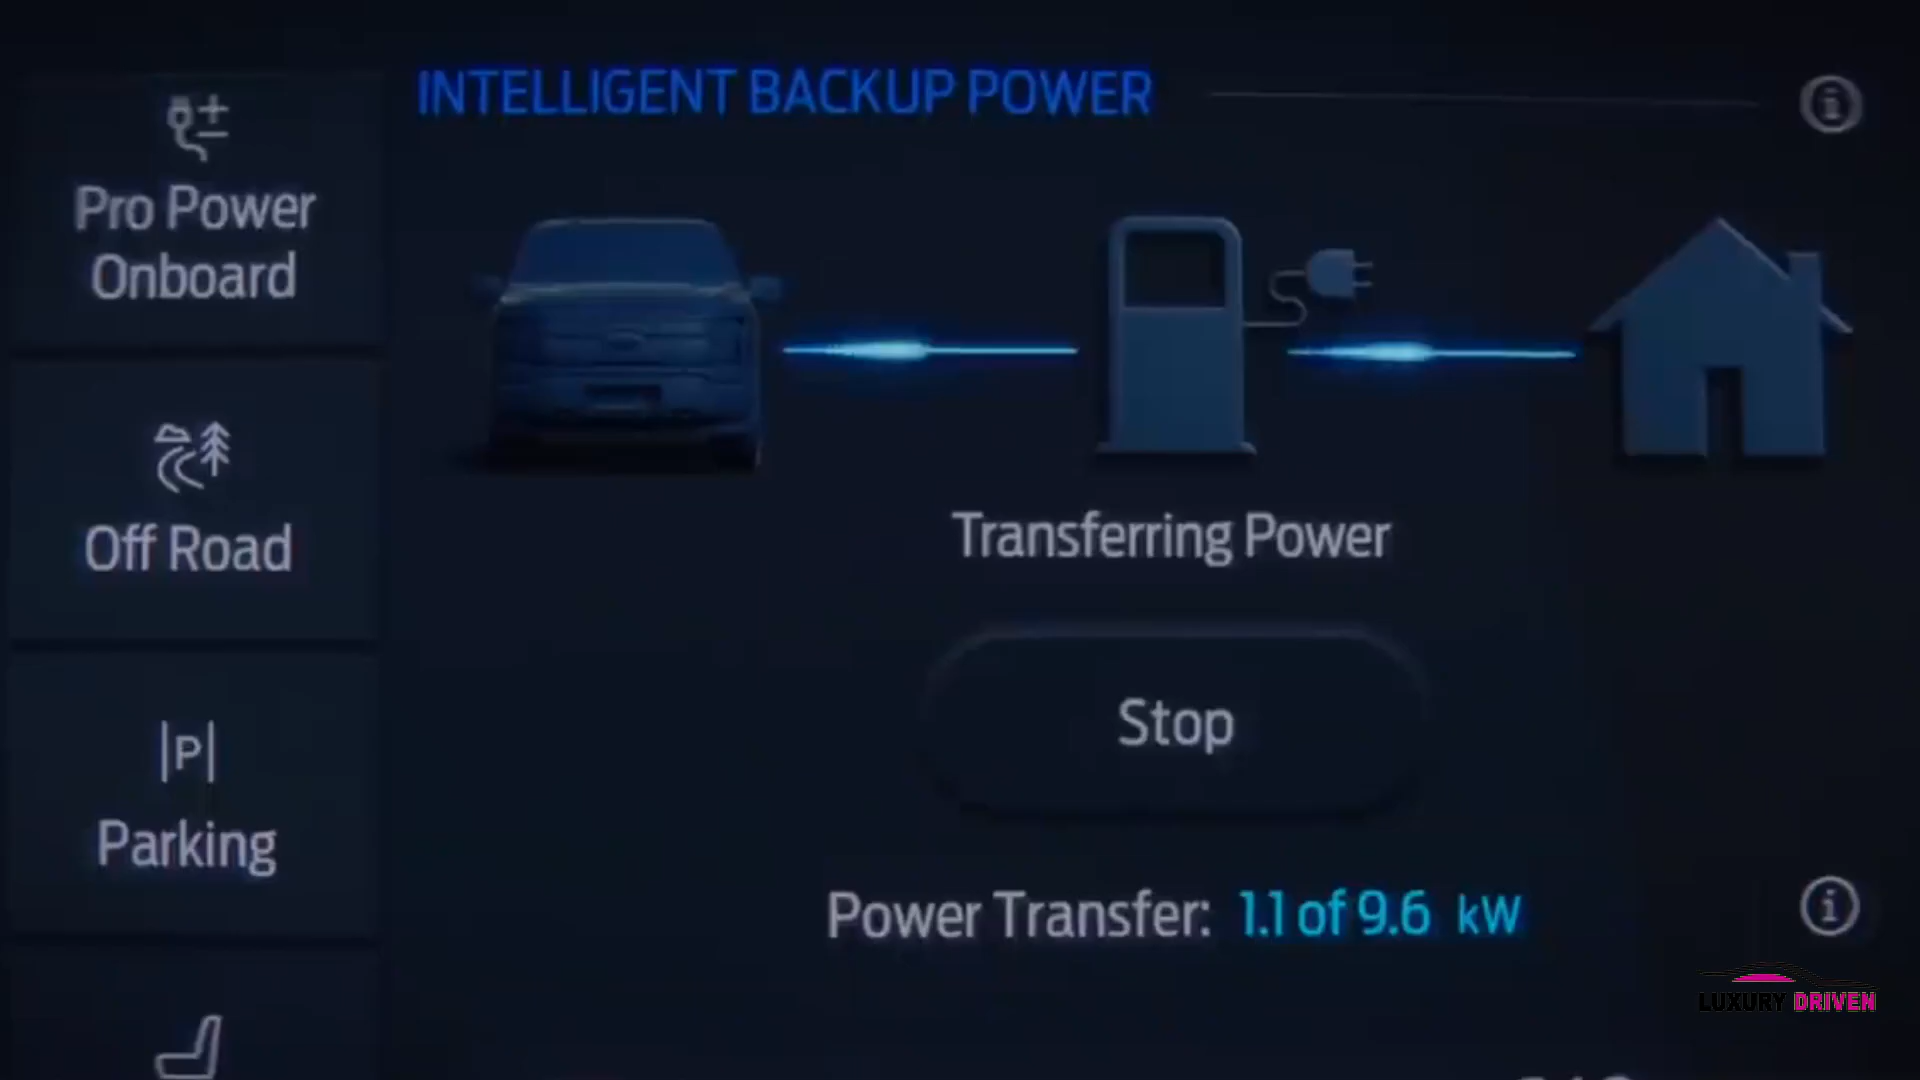 INTELLIGENT BACKUP POWER
Pro Power
Onboard
Off Road
Transferring Power
Stop
|P|
Parking
Power Transfer: 1.1 of 9.6 kW
LUXURY DRIVEN